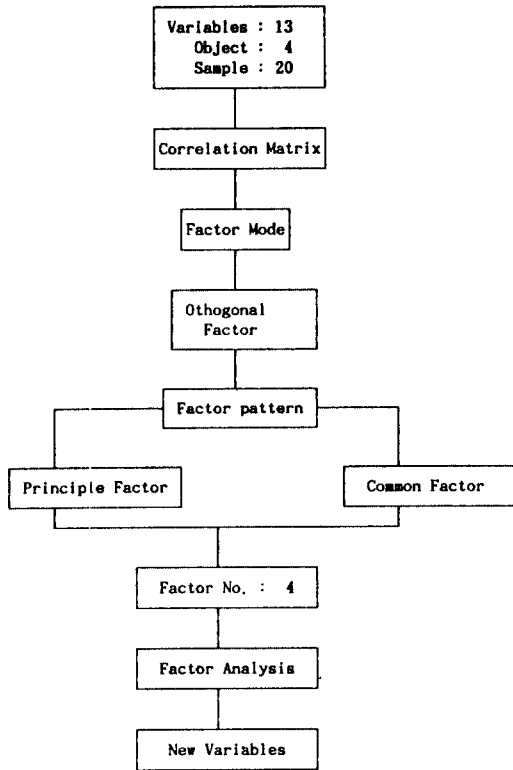 Variables : 13
Object : 4
Sample : 20
Correlation Matrix
Factor Mode
Othogonal
Factor
Factor pattern
Principle Factor
Common Factor
Factor No. : 4
Factor Analysis
New Variables